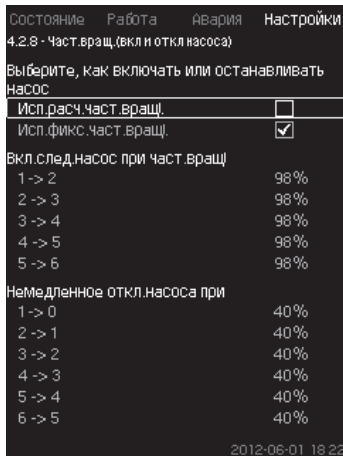 Состояние Работа Авария Настройки
4.2.8 - Част.вращ.(вкл и откл насоса)
Выберите, как включать или останавливать
насос
Исп.расч.част.вращ.
Исп.фикс.част.вращ.
Вкл.след.насос при част.вращ
1 -> 2 98%
2 -> 3 98%
3 -> 4 98%
4 -> 5 98%
5 -> 6 98%
Немедленное откл.насоса при
1 -> 0 40%
2 -> 1 40%
3 -> 2 40%
4 -> 3 40%
5 -> 4 40%
6 -> 5 40%
2012-06-01 18:22